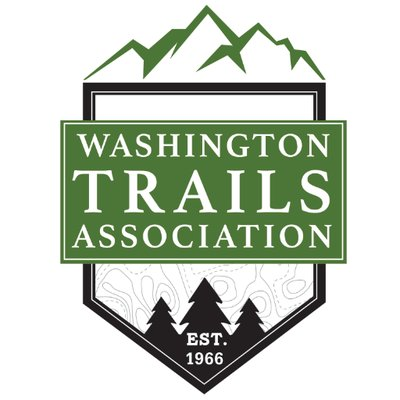 WASHINGTON
TRAILS
ASSOCIATION
EST.
1966